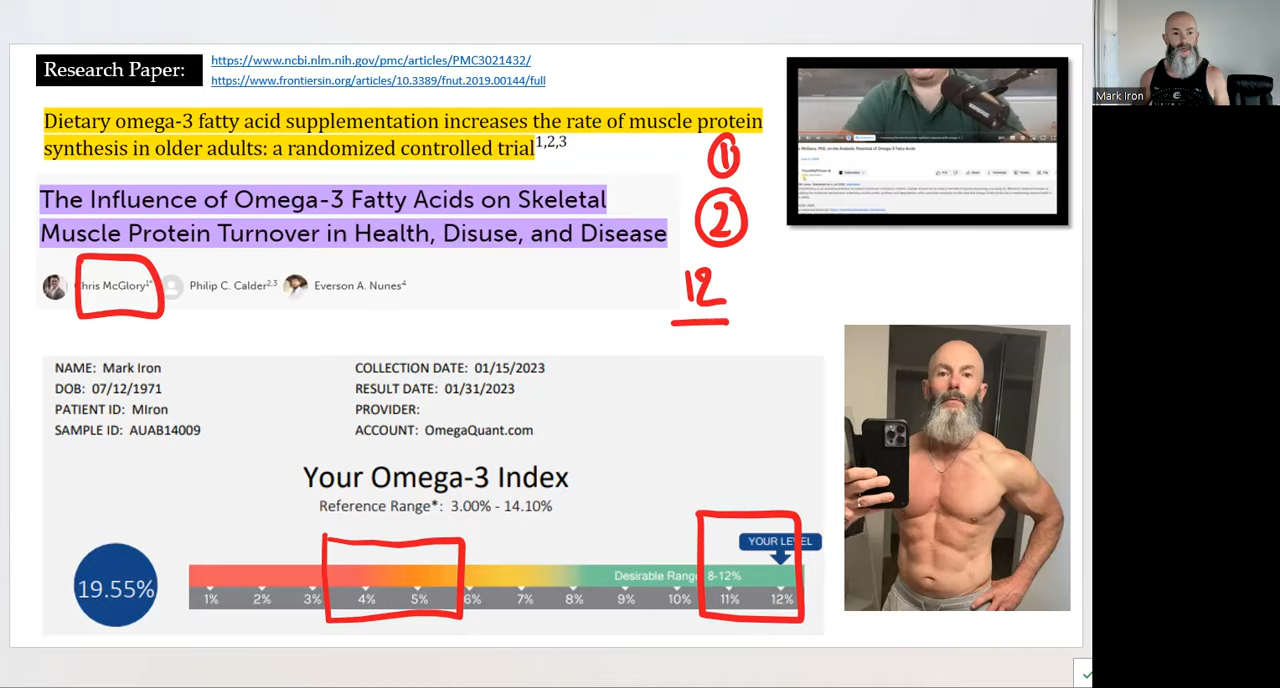 Research Paper:
https://www.ncbi.nlm.nih.gov/pmc/articles/PMC3021432/
https://www.frontiersin.org/articles/10.3389/fnut.2019.00144/full
Mark Iron
Dietary omega-3 fatty acid supplementation increases the rate of muscle protein
synthesis in older adults: a randomized controlled trial1,2,3
1
The Influence of Omega-3 Fatty Acids on Skeletal
Muscle Protein Turnover in Health, Disuse, and Disease
2
Chris McGlory1* Philip C. Calder2,3 Everson A. Nunes4
12
NAME: Mark Iron
DOB: 07/12/1971
PATIENT ID: MIron
SAMPLE ID: AUAB14009
COLLECTION DATE: 01/15/2023
RESULT DATE: 01/31/2023
PROVIDER:
ACCOUNT: OmegaQuant.com
Your Omega-3 Index
Reference Range*: 3.00% - 14.10%
YOUR LEVEL
19.55%
Desirable Range 8-12%
1% 2% 3% 4% 5% 6% 7% 8% 9% 10% 11% 12%